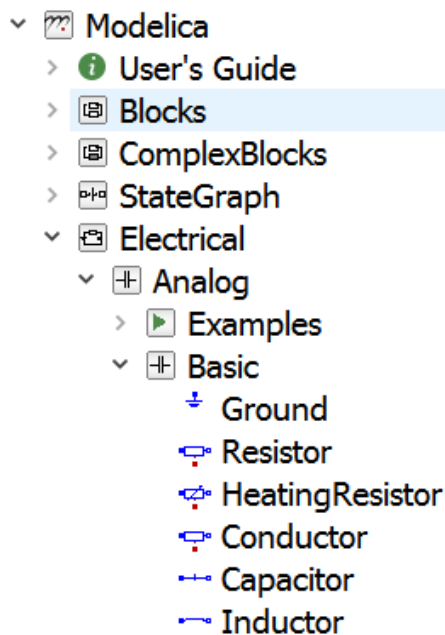 Modelica
User's Guide
Blocks
ComplexBlocks
StateGraph
Electrical
Analog
Examples
Basic
Ground
Resistor
HeatingResistor
Conductor
Capacitor
Inductor